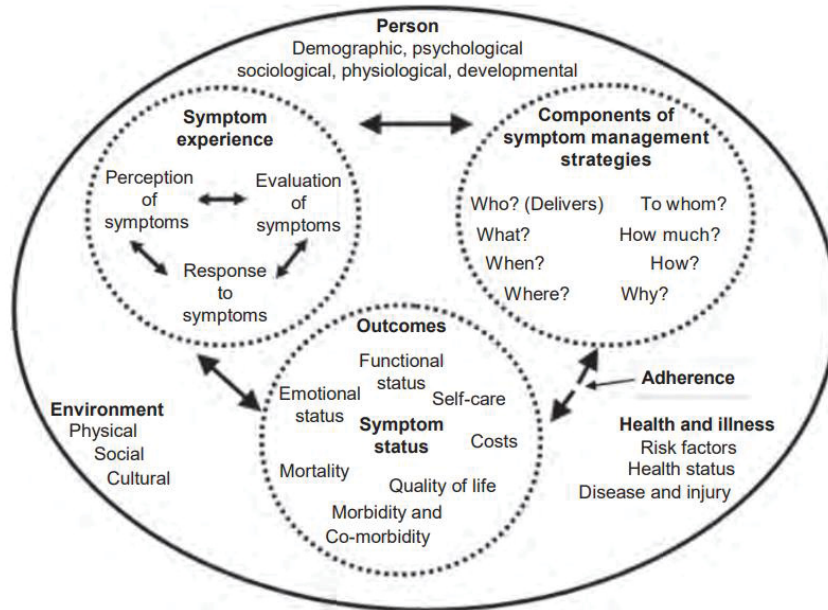 Person
Demographic, psychological
sociological, physiological, developmental
Symptom
experience
Perception
of
symptoms
Evaluation
of
symptoms
Response
to
symptoms
Components of
symptom management
strategies
Who? (Delivers)
To whom?
What?
How much?
When?
How?
Where?
Why?
Outcomes
Functional
status
Emotional
status
Self-care
Symptom
status
Costs
Mortality
Quality of life
Morbidity and
Co-morbidity
Adherence
Environment
Physical
Social
Cultural
Health and illness
Risk factors
Health status
Disease and injury